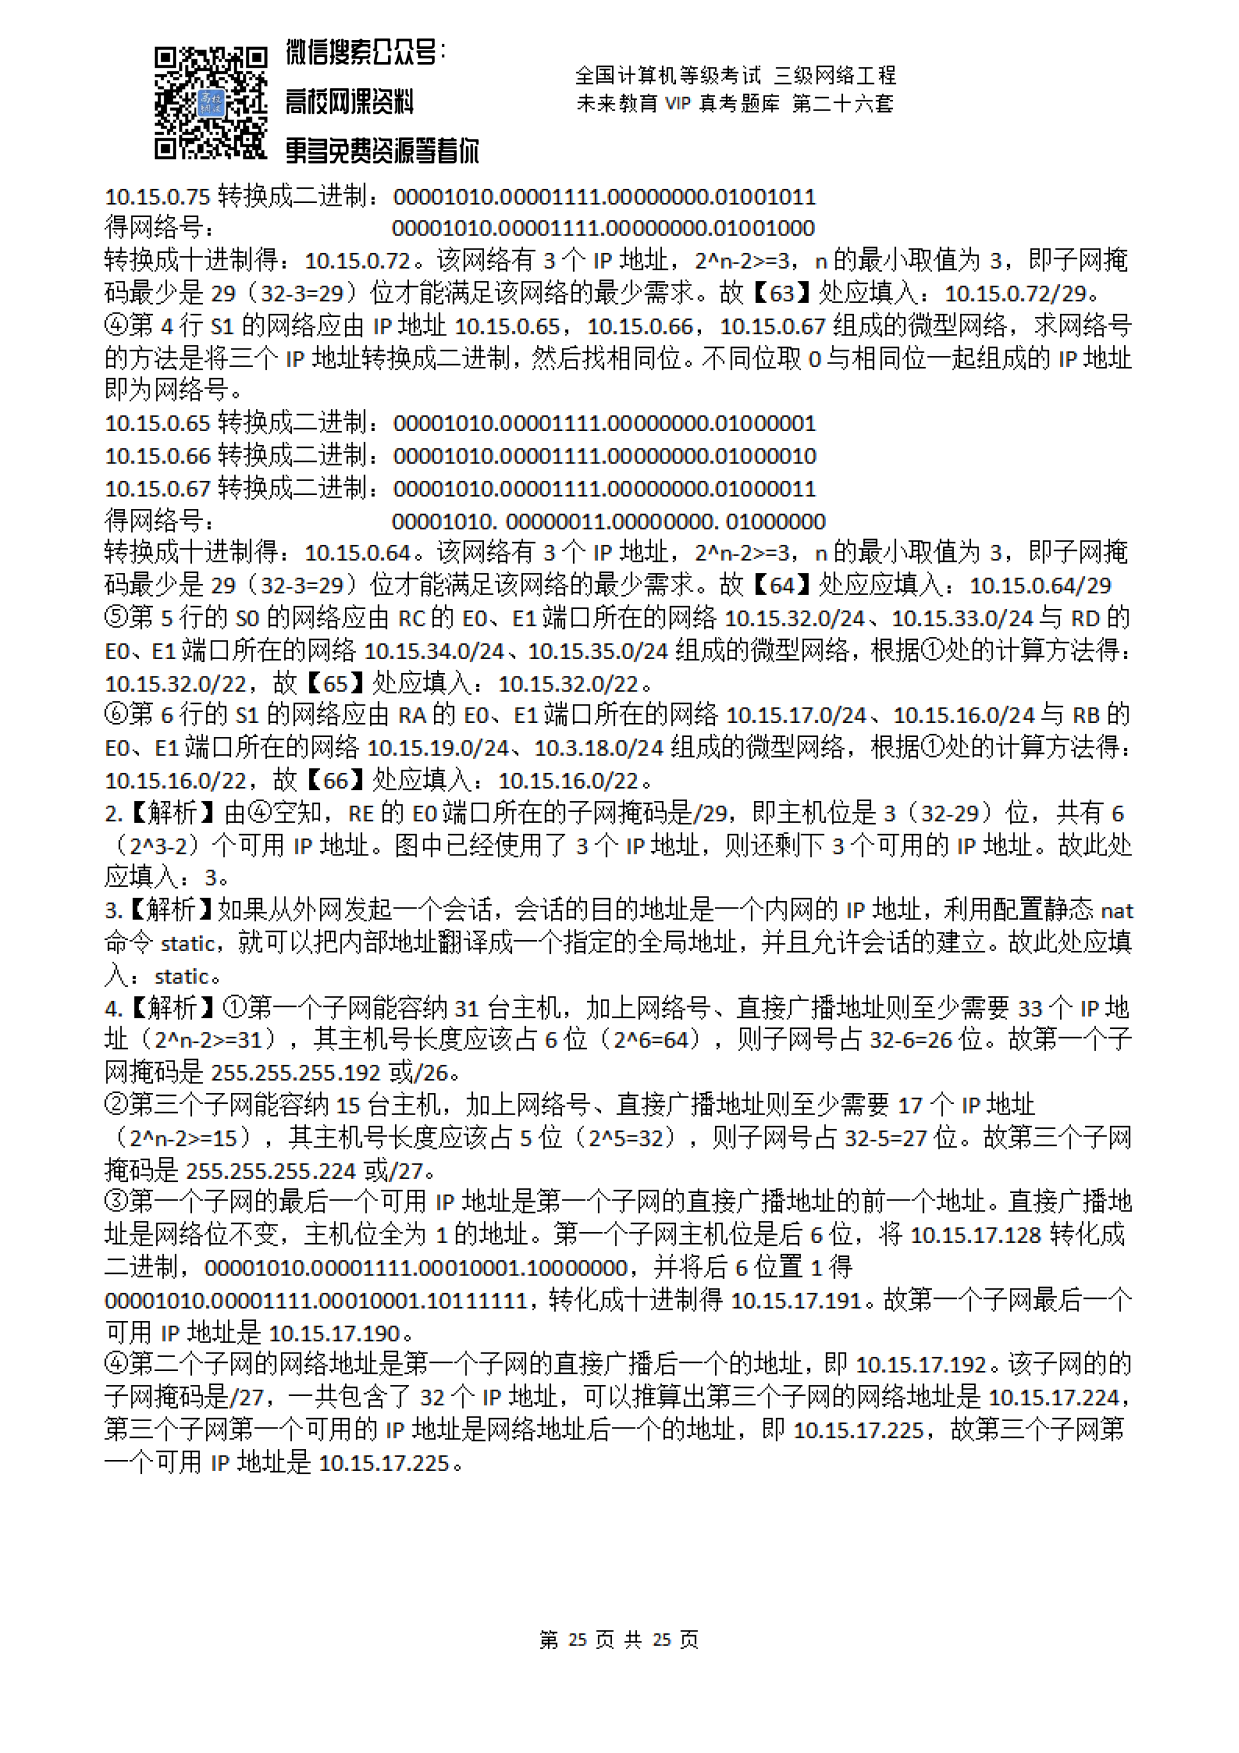 微信搜索公众号：
高校网课资料
更多免费资源等着你
全国计算机等级考试 三级网络工程
未来教育 VIP 真考题库 第二十六套
10.15.0.75 转换成二进制：00001010.00001111.00000000.01001011
得网络号： 00001010.00001111.00000000.01001000
转换成十进制得：10.15.0.72。该网络有 3 个 IP 地址，2^n-2>=3，n 的最小取值为 3，即子网掩
码最少是 29（32-3=29）位才能满足该网络的最少需求。故【63】处应填入：10.15.0.72/29。
④第 4 行 S1 的网络应由 IP 地址 10.15.0.65，10.15.0.66，10.15.0.67 组成的微型网络，求网络号
的方法是将三个 IP 地址转换成二进制，然后找相同位。不同位取 0 与相同位一起组成的 IP 地址
即为网络号。
10.15.0.65 转换成二进制：00001010.00001111.00000000.01000001
10.15.0.66 转换成二进制：00001010.00001111.00000000.01000010
10.15.0.67 转换成二进制：00001010.00001111.00000000.01000011
得网络号： 00001010. 00000011.00000000. 01000000
转换成十进制得：10.15.0.64。该网络有 3 个 IP 地址，2^n-2>=3，n 的最小取值为 3，即子网掩
码最少是 29（32-3=29）位才能满足该网络的最少需求。故【64】处应应填入：10.15.0.64/29
⑤第 5 行的 S0 的网络应由 RC 的 E0、E1 端口所在的网络 10.15.32.0/24、10.15.33.0/24 与 RD 的
E0、E1 端口所在的网络 10.15.34.0/24、10.15.35.0/24 组成的微型网络，根据①处的计算方法得：
10.15.32.0/22，故【65】处应填入：10.15.32.0/22。
⑥第 6 行的 S1 的网络应由 RA 的 E0、E1 端口所在的网络 10.15.17.0/24、10.15.16.0/24 与 RB 的
E0、E1 端口所在的网络 10.15.19.0/24、10.3.18.0/24 组成的微型网络，根据①处的计算方法得：
10.15.16.0/22，故【66】处应填入：10.15.16.0/22。
2.【解析】由④空知，RE 的 E0 端口所在的子网掩码是/29，即主机位是 3（32-29）位，共有 6
（2^3-2）个可用 IP 地址。图中已经使用了 3 个 IP 地址，则还剩下 3 个可用的 IP 地址。故此处
应填入：3。
3.【解析】如果从外网发起一个会话，会话的目的地址是一个内网的 IP 地址，利用配置静态 nat
命令 static，就可以把内部地址翻译成一个指定的全局地址，并且允许会话的建立。故此处应填
入：static。
4.【解析】①第一个子网能容纳 31 台主机，加上网络号、直接广播地址则至少需要 33 个 IP 地
址（2^n-2>=31），其主机号长度应该占 6 位（2^6=64），则子网号占 32-6=26 位。故第一个子
网掩码是 255.255.255.192 或/26。
②第三个子网能容纳 15 台主机，加上网络号、直接广播地址则至少需要 17 个 IP 地址
（2^n-2>=15），其主机号长度应该占 5 位（2^5=32），则子网号占 32-5=27 位。故第三个子网
掩码是 255.255.255.224 或/27。
③第一个子网的最后一个可用 IP 地址是第一个子网的直接广播地址的前一个地址。直接广播地
址是网络位不变，主机位全为 1 的地址。第一个子网主机位是后 6 位，将 10.15.17.128 转化成
二进制，00001010.00001111.00010001.10000000，并将后 6 位置 1 得
00001010.00001111.00010001.10111111，转化成十进制得 10.15.17.191。故第一个子网最后一个
可用 IP 地址是 10.15.17.190。
④第二个子网的网络地址是第一个子网的直接广播后一个的地址，即 10.15.17.192。该子网的的
子网掩码是/27，一共包含了 32 个 IP 地址，可以推算出第三个子网的网络地址是 10.15.17.224，
第三个子网第一个可用的 IP 地址是网络地址后一个的地址，即 10.15.17.225，故第三个子网第
一个可用 IP 地址是 10.15.17.225。
第 25 页 共 25 页